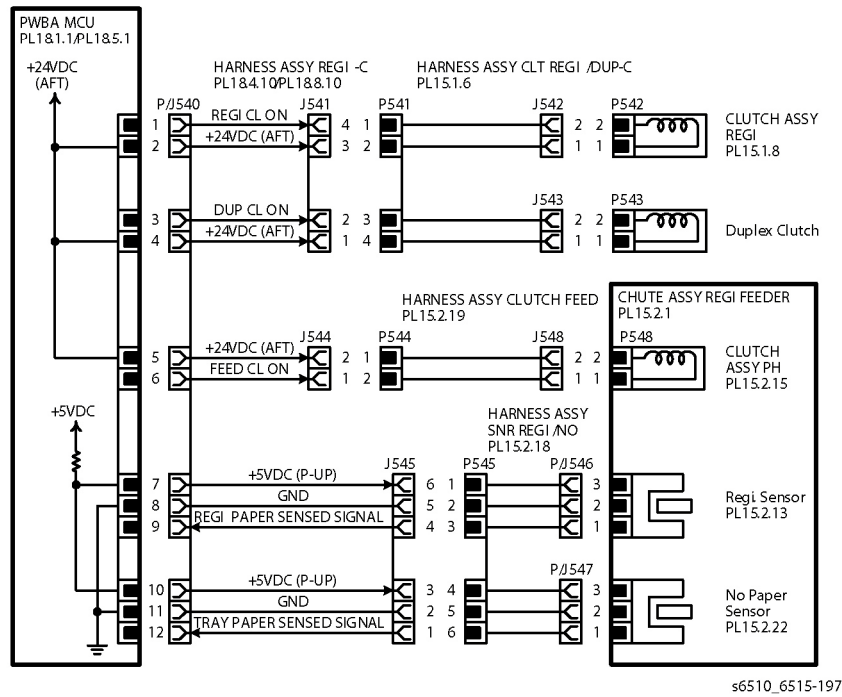 PWBA MCU
PL18.1.1/PL18.5.1
+24VDC
(AFT)
HARNESS ASSY REGI -C
PL18.4.10/PL18.8.10
HARNESS ASSY CLT REGI /DUP-C
PL15.1.6
P/J540 J541 P541 J542 P542
1 REGI CL ON 4 1 2 2
2 +24VDC (AFT) 3 2 1 1
CLUTCH ASSY
REGI
PL15.1.8
J543 P543
3 DUP CL ON 2 3 2 2
4 +24VDC (AFT) 1 4 1 1
Duplex Clutch
HARNESS ASSY CLUTCH FEED
PL15.2.19
CHUTE ASSY REGI FEEDER
PL15.2.1
J544 P544 J548 P548
5 +24VDC (AFT) 2 1 2 2
6 FEED CL ON 1 2 1 1
CLUTCH
ASSY PH
PL15.2.15
+5VDC
HARNESS ASSY
SNR REGI /NO
PL15.2.18
J545 P545 P/J546
7 +5VDC (P-UP) 6 1 3
8 GND 5 2 2
9 REGI PAPER SENSED SIGNAL 4 3 1
Regi Sensor
PL15.2.13
P/J547
10 +5VDC (P-UP) 3 4 3
11 GND 2 5 2
12 TRAY PAPER SENSED SIGNAL 1 6 1
No Paper
Sensor
PL15.2.22
s6510_6515-197